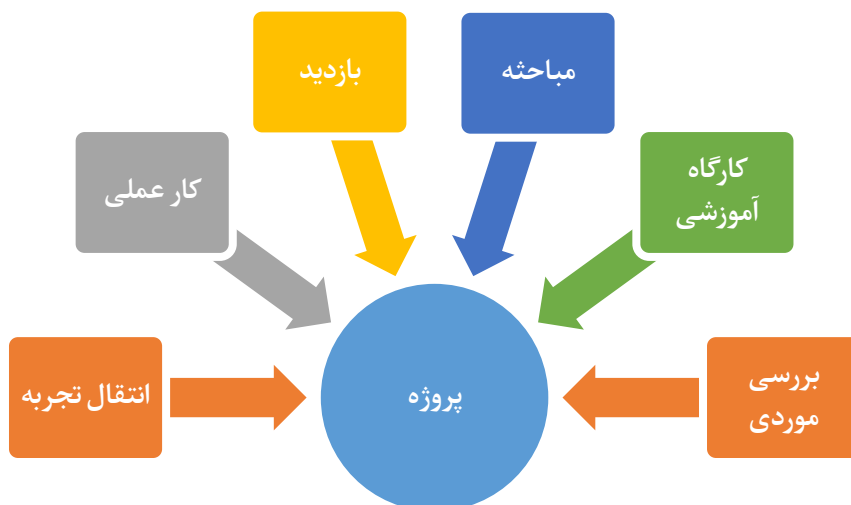 مباحثه
بازدید
کارگاه
آموزشی
کار عملی
بررسی
موردی
پروژه
انتقال تجربه